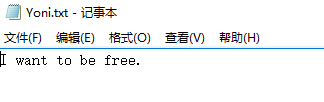 Yoni.txt - 记事本
文件(F) 编辑(E) 格式(O) 查看(V) 帮助(H)
I want to be free.